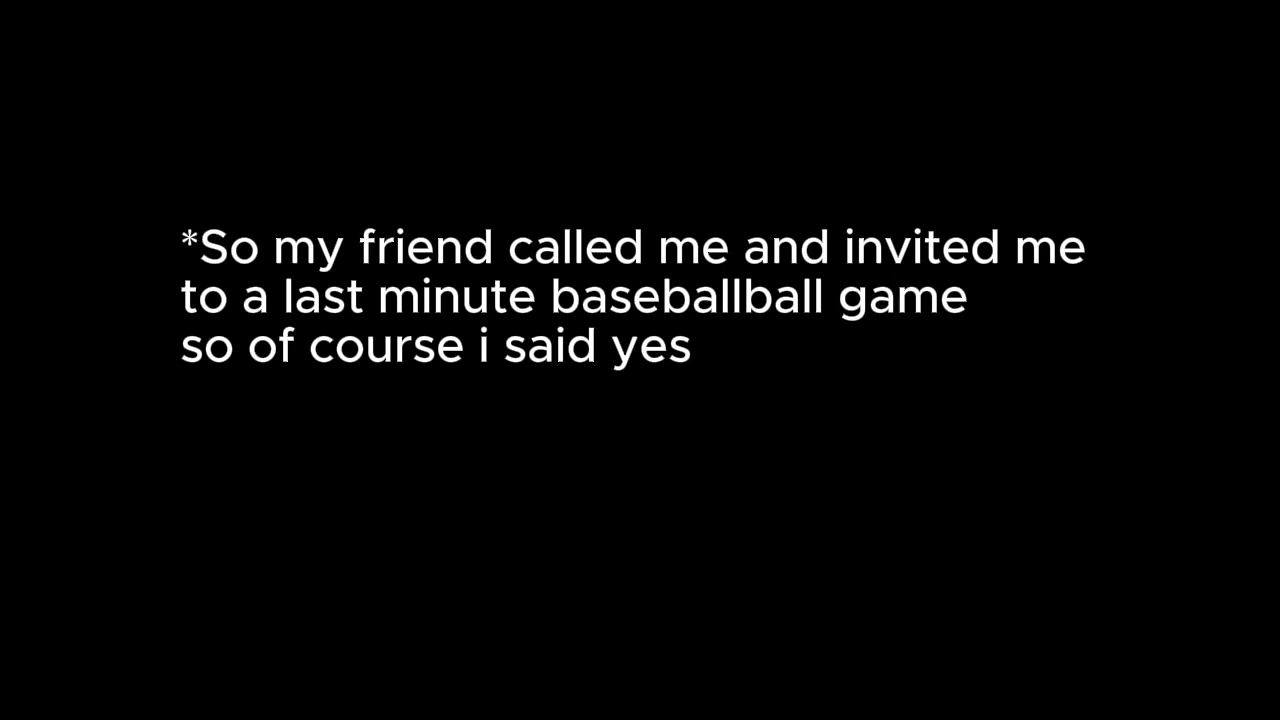 *So my friend called me and invited me
to a last minute baseballball game
so of course i said yes